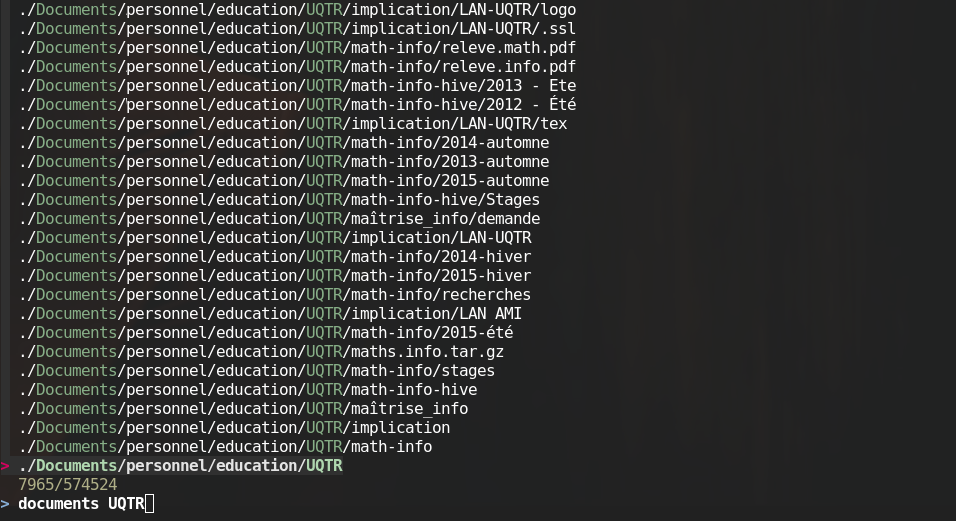 ./Documents/personnel/education/UQTR/implication/LAN-UQTR/logo
./Documents/personnel/education/UQTR/implication/LAN-UQTR/.ssl
./Documents/personnel/education/UQTR/math-info/releve.math.pdf
./Documents/personnel/education/UQTR/math-info/releve.info.pdf
./Documents/personnel/education/UQTR/math-info-hive/2013 - Ete
./Documents/personnel/education/UQTR/math-info-hive/2012 - Été
./Documents/personnel/education/UQTR/implication/LAN-UQTR/tex
./Documents/personnel/education/UQTR/math-info/2014-automne
./Documents/personnel/education/UQTR/math-info/2013-automne
./Documents/personnel/education/UQTR/math-info/2015-automne
./Documents/personnel/education/UQTR/math-info-hive/Stages
./Documents/personnel/education/UQTR/maîtrise_info/demande
./Documents/personnel/education/UQTR/implication/LAN-UQTR
./Documents/personnel/education/UQTR/math-info/2014-hiver
./Documents/personnel/education/UQTR/math-info/2015-hiver
./Documents/personnel/education/UQTR/math-info/recherches
./Documents/personnel/education/UQTR/implication/LAN AMI
./Documents/personnel/education/UQTR/math-info/2015-été
./Documents/personnel/education/UQTR/maths.info.tar.gz
./Documents/personnel/education/UQTR/math-info/stages
./Documents/personnel/education/UQTR/math-info-hive
./Documents/personnel/education/UQTR/maîtrise_info
./Documents/personnel/education/UQTR/implication
./Documents/personnel/education/UQTR/math-info
> ./Documents/personnel/education/UQTR
7965/574524
> documents UQTR